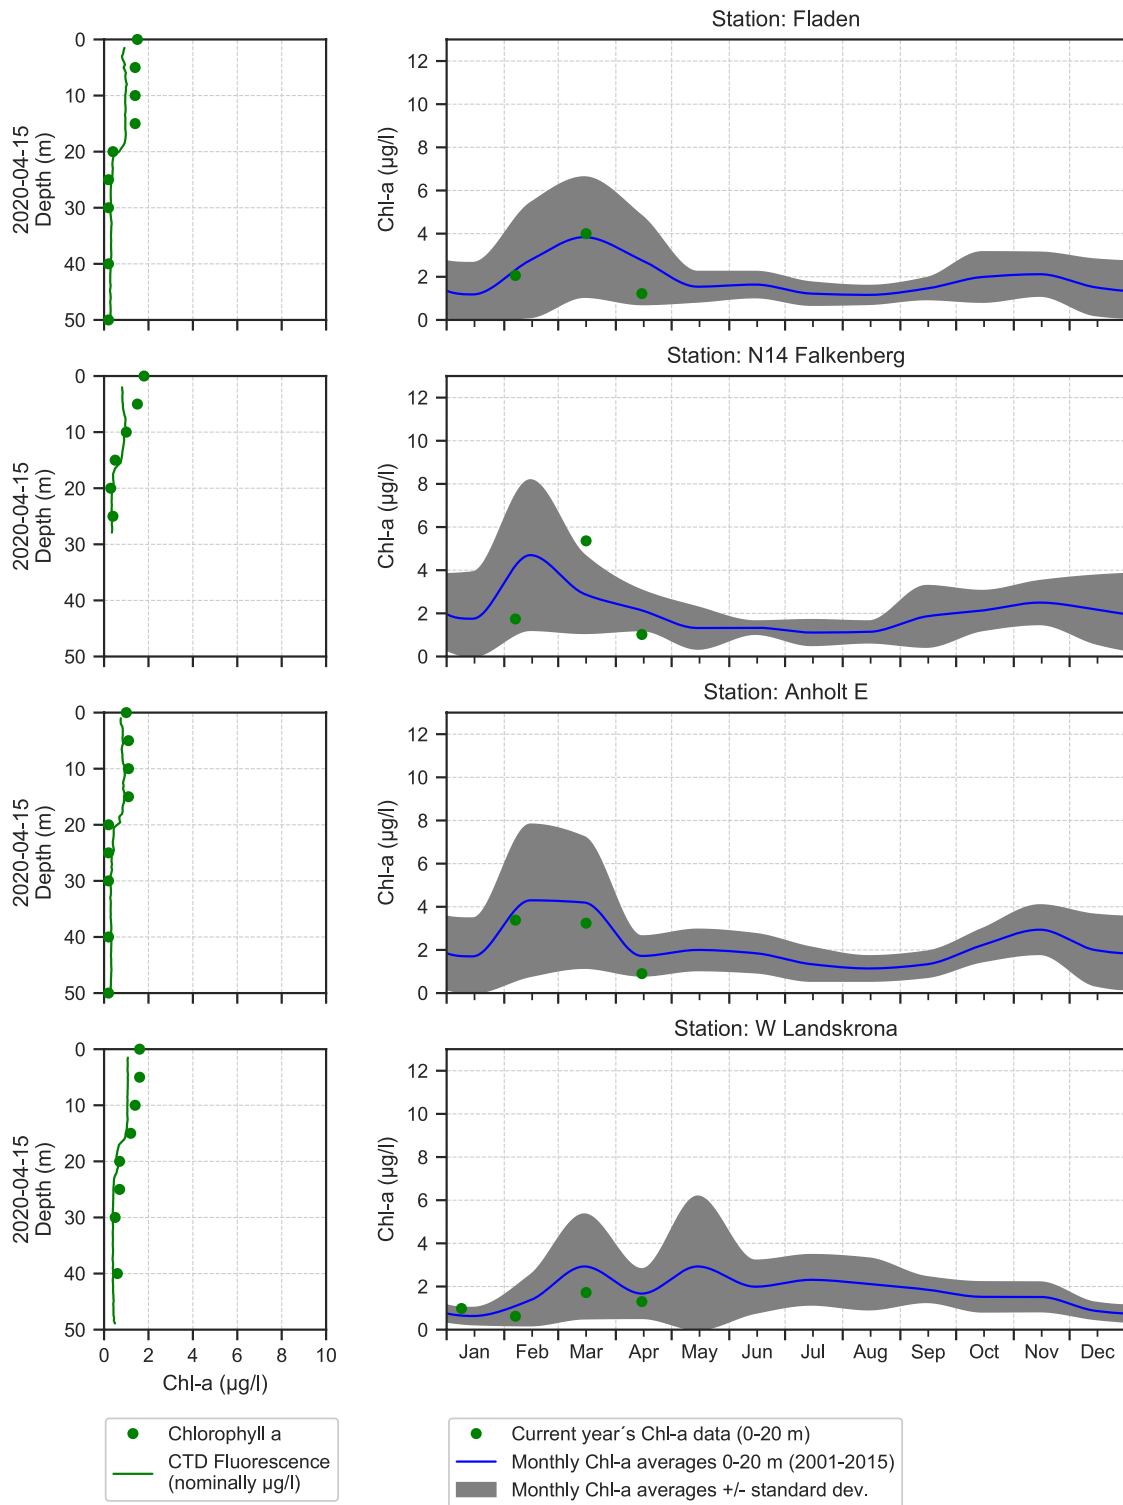 Station: Fladen
0
10
20
30
40
50
2020-04-15
Depth (m)
12
10
8
6
4
2
0
Chl-a (µg/l)
Station: N14 Falkenberg
0
10
20
30
40
50
2020-04-15
Depth (m)
12
10
8
6
4
2
0
Chl-a (µg/l)
Station: Anholt E
0
10
20
30
40
50
2020-04-15
Depth (m)
12
10
8
6
4
2
0
Chl-a (µg/l)
Station: W Landskrona
0
10
20
30
40
50
2020-04-15
Depth (m)
12
10
8
6
4
2
0
Chl-a (µg/l)
0 2 4 6 8 10
Chl-a (µg/l)
Jan Feb Mar Apr May Jun Jul Aug Sep Oct Nov Dec
Chlorophyll a
CTD Fluorescence
(nominally µg/l)
Current year´s Chl-a data (0-20 m)
Monthly Chl-a averages 0-20 m (2001-2015)
Monthly Chl-a averages +/- standard dev.